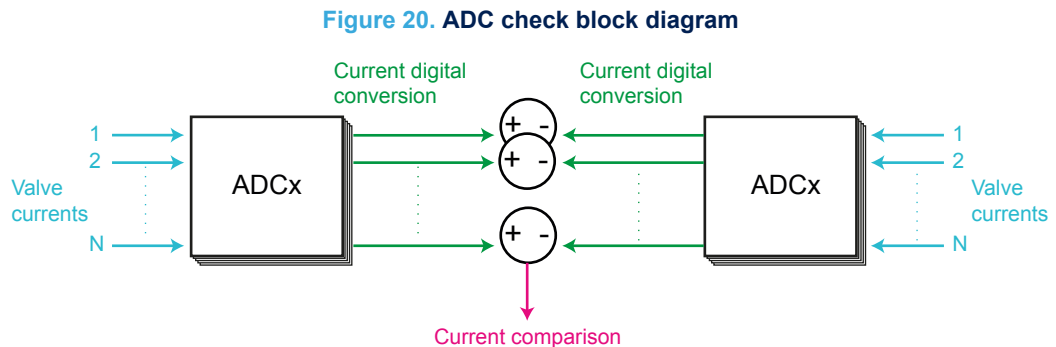 Figure 20. ADC check block diagram
Current digital
conversion
Current digital
conversion
1
2
Valve
currents
N
ADCx
+ -
+ -
+ -
ADCx
1
2
Valve
currents
N
Current comparison